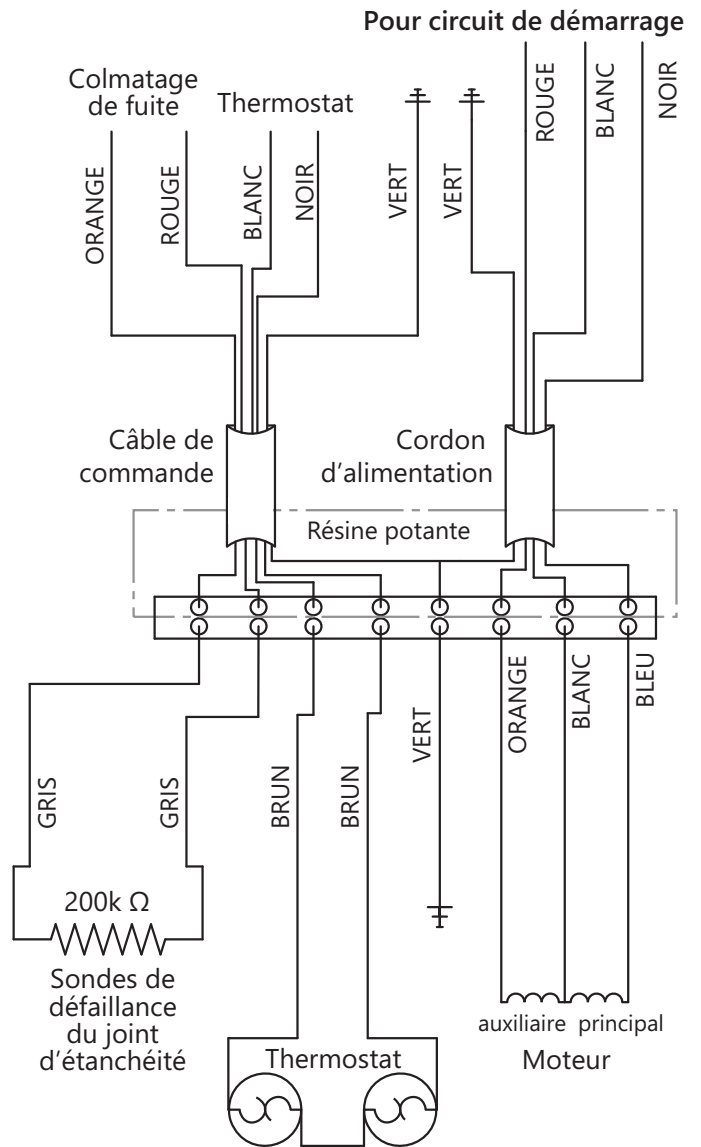 Pour circuit de démarrage
Colmatage
de fuite
Thermostat
ORANGE
ROUGE
BLANC
NOIR
VERT
VERT
ROUGE
BLANC
NOIR
Câble de
commande
Cordon
d'alimentation
Résine potante
GRIS
GRIS
BRUN
BRUN
VERT
ORANGE
BLANC
BLEU
200k Ω
Sondes de
défaillance
du joint
d'étanchéité
Thermostat
auxiliaire principal
Moteur